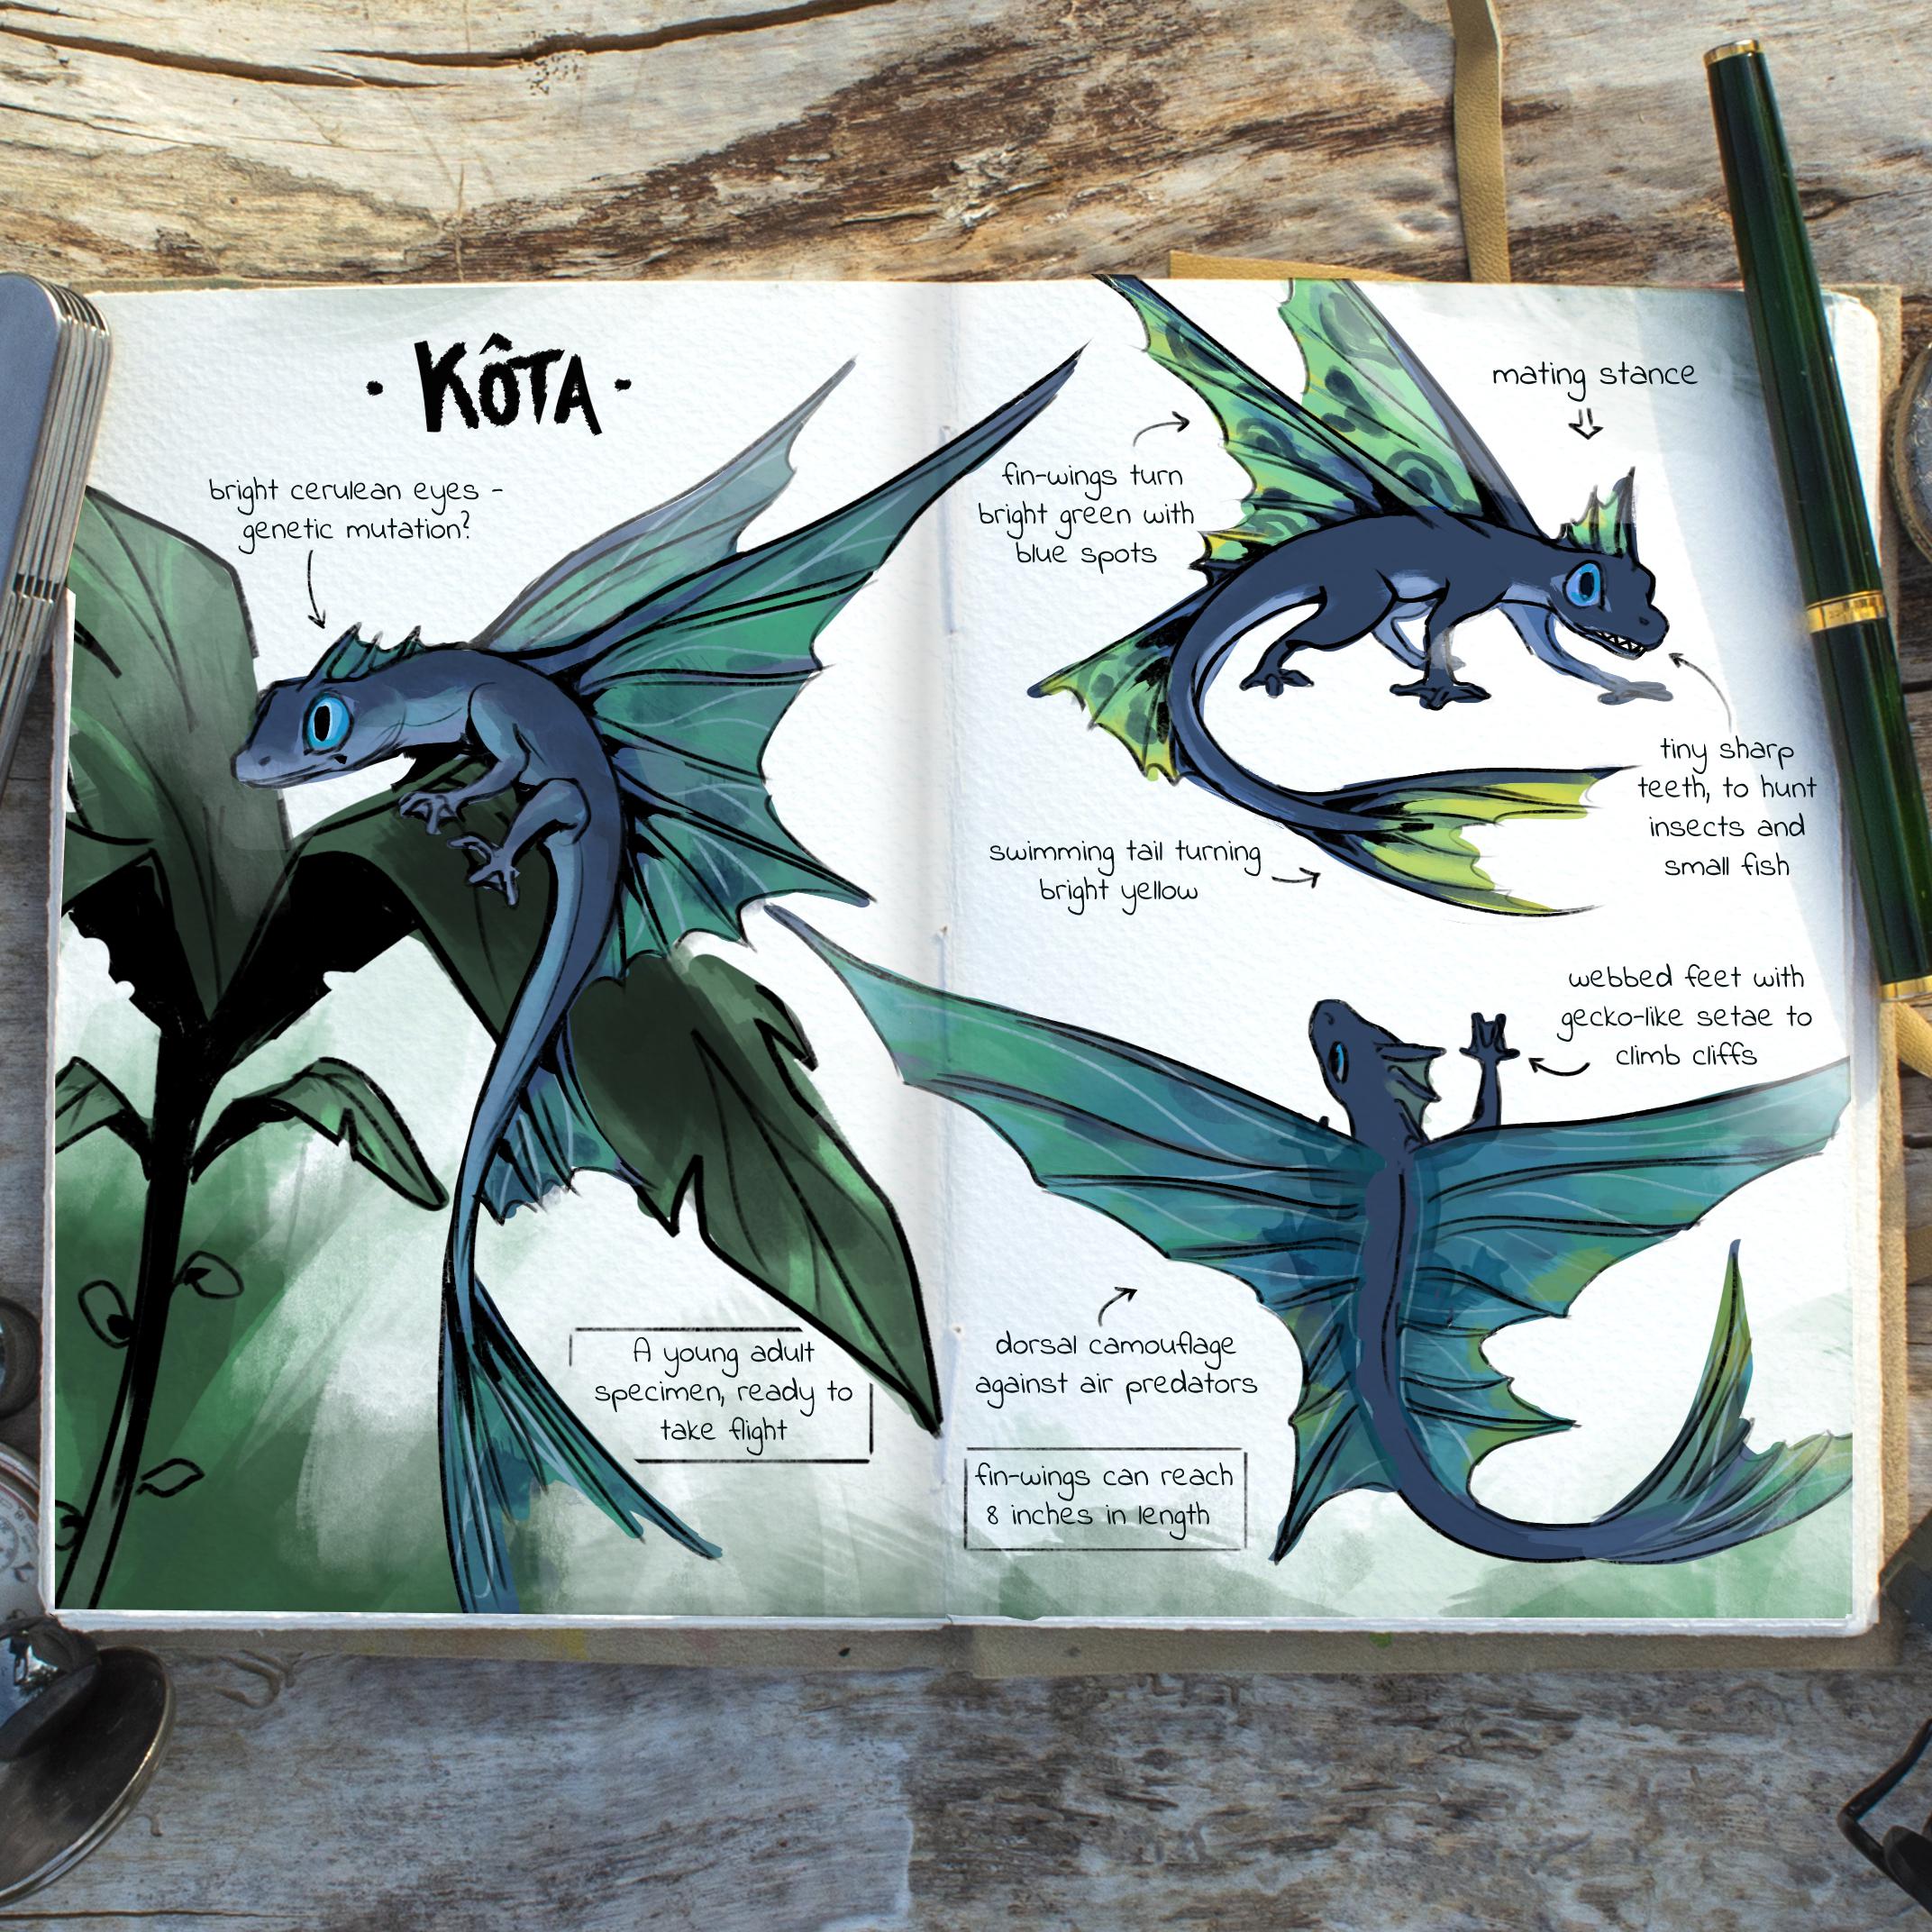 · KÔTA ·
bright cerulean eyes -
genetic mutation?
A young adult
specimen, ready to
take flight
mating stance
fin-wings turn
bright green with
blue spots
tiny sharp
teeth, to hunt
insects and
small fish
swimming tail turning
bright yellow
webbed feet with
gecko-like setae to
climb cliffs
dorsal camouflage
against air predators
fin-wings can reach
8 inches in length